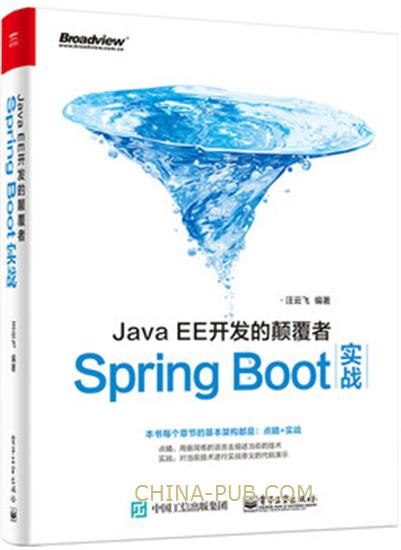 Broadview®
www.broadview.com.cn
Java EE开发的颠覆者
Spring Boot实战
汪云飞 编著
汪云飞 编著
Java EE开发的颠覆者
Spring Boot 实战
本书每个章节的基本架构都是：点睛+实战
点睛，用最简练的语言去描述当前的技术
实战，对当前技术进行实战意义的代码演示
CHINA-PUB.COM
中国工信出版集团
电子工业出版社